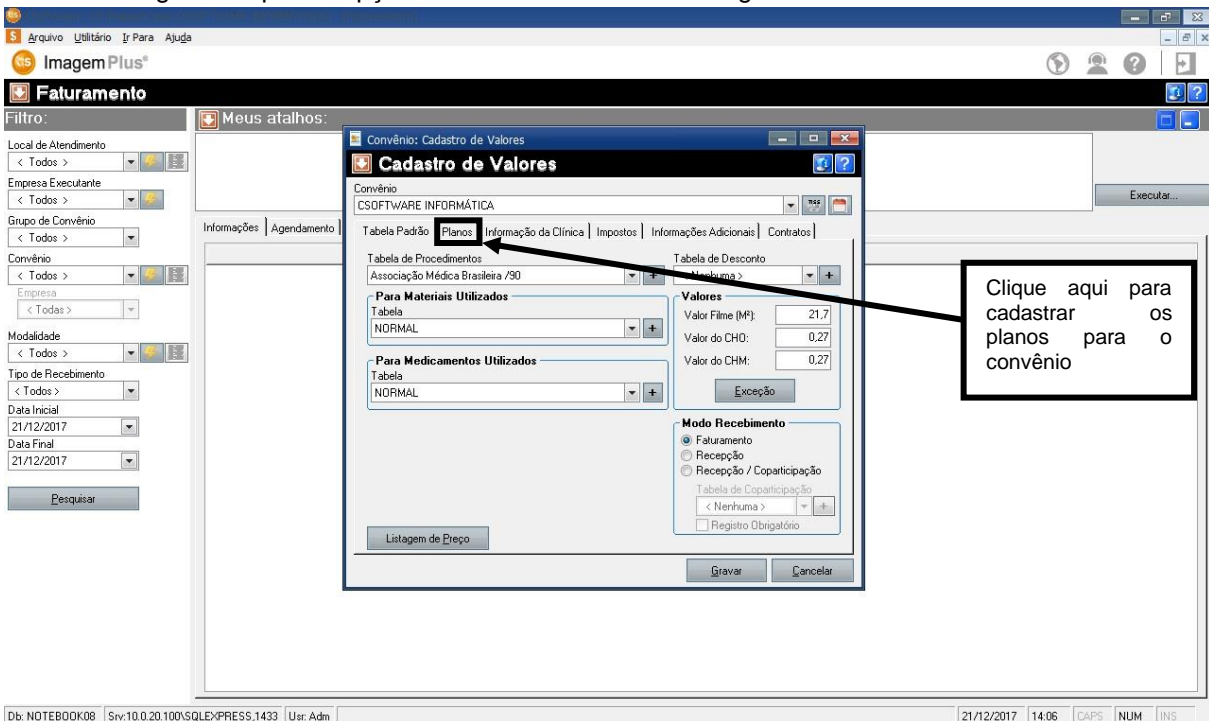 Arquivo Utilitário Ir Para Ajuda
CIS ImagemPlus®
Faturamento
Filtro:
Meus atalhos:
Local de Atendimento
< Todos >
Empresa Executante
< Todos >
Grupo de Convênio
< Todos >
Convênio
< Todos >
Empresa
< Todas >
Modalidade
< Todos >
Tipo de Recebimento
< Todos >
Data Inicial
21/12/2017
Data Final
21/12/2017
Pesquisar
Executar...
Informações Agendamento
Convênio: Cadastro de Valores
Cadastro de Valores
Convênio
CSOFTWARE INFORMÁTICA
Tabela Padrão Planos Informação da Clínica Impostos Informações Adicionais Contratos
Tabela de Procedimentos
Associação Médica Brasileira /90
Tabela de Desconto
Nenhuma >
Para Materiais Utilizados
Tabela
NORMAL
Para Medicamentos Utilizados
Tabela
NORMAL
Valores
Valor Filme (M²): 21,7
Valor do CHO: 0,27
Valor do CHM: 0,27
Exceção
Modo Recebimento
Faturamento
Recepção
Recepção / Coparticipação
Tabela de Coparticipação
< Nenhuma >
Registro Obrigatório
Listagem de Preço
Gravar Cancelar
Clique aqui para
cadastrar os
planos para o
convênio
Db: NOTEBOOK08 Srv:10.0.20.100\SQLEXPRESS,1433 Usr: Adm 21/12/2017 14:06 CAPS NUM INS